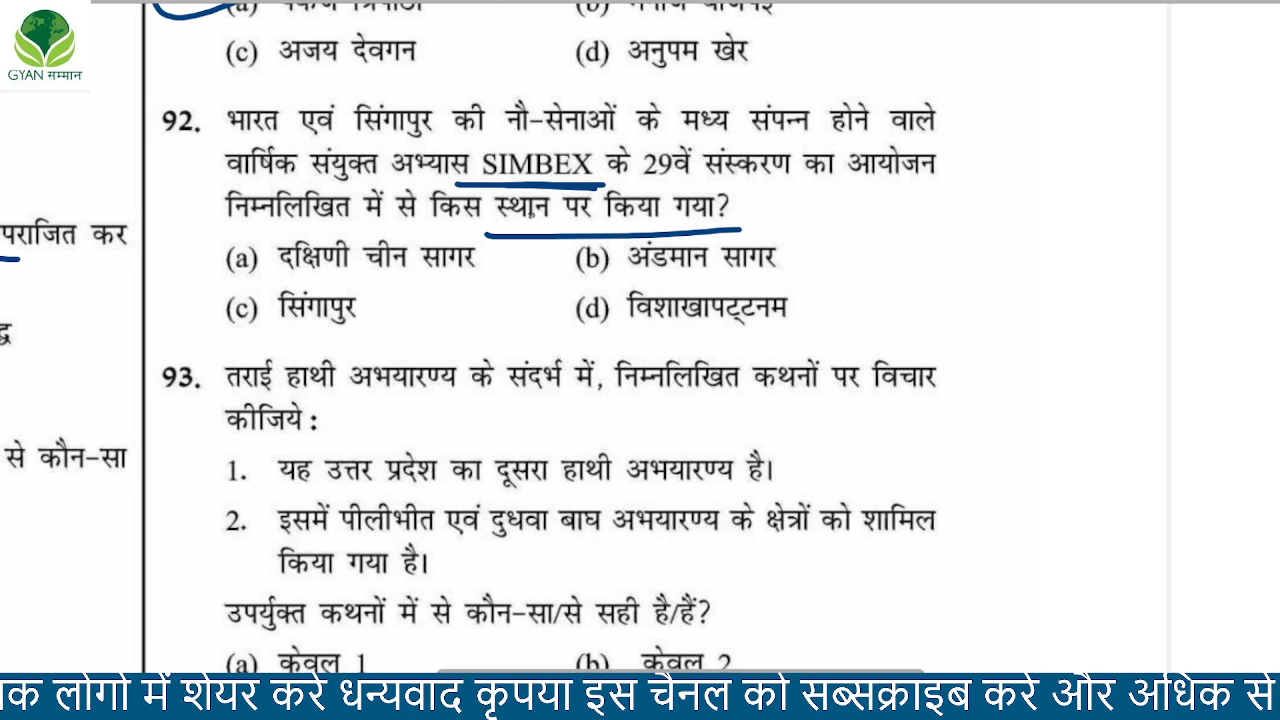 GYAN सम्मान
(c) अजय देवगन (d) अनुपम खेर
92. भारत एवं सिंगापुर की नौ-सेनाओं के मध्य संपन्न होने वाले
वार्षिक संयुक्त अभ्यास SIMBEX के 29वें संस्करण का आयोजन
निम्नलिखित में से किस स्थान पर किया गया?
(a) दक्षिणी चीन सागर (b) अंडमान सागर
(c) सिंगापुर (d) विशाखापट्टनम
पराजित कर
93. तराई हाथी अभयारण्य के संदर्भ में, निम्नलिखित कथनों पर विचार
कीजिये :
से कौन-सा
1. यह उत्तर प्रदेश का दूसरा हाथी अभयारण्य है।
2. इसमें पीलीभीत एवं दुधवा बाघ अभयारण्य के क्षेत्रों को शामिल
किया गया है।
उपर्युक्त कथनों में से कौन-सा/से सही है/हैं?
(a) केवल 1 (b) केवल 2
लोगो में शेयर करे धन्यवाद कृपया इस चैनल को सब्सक्राइब करे और अधिक से